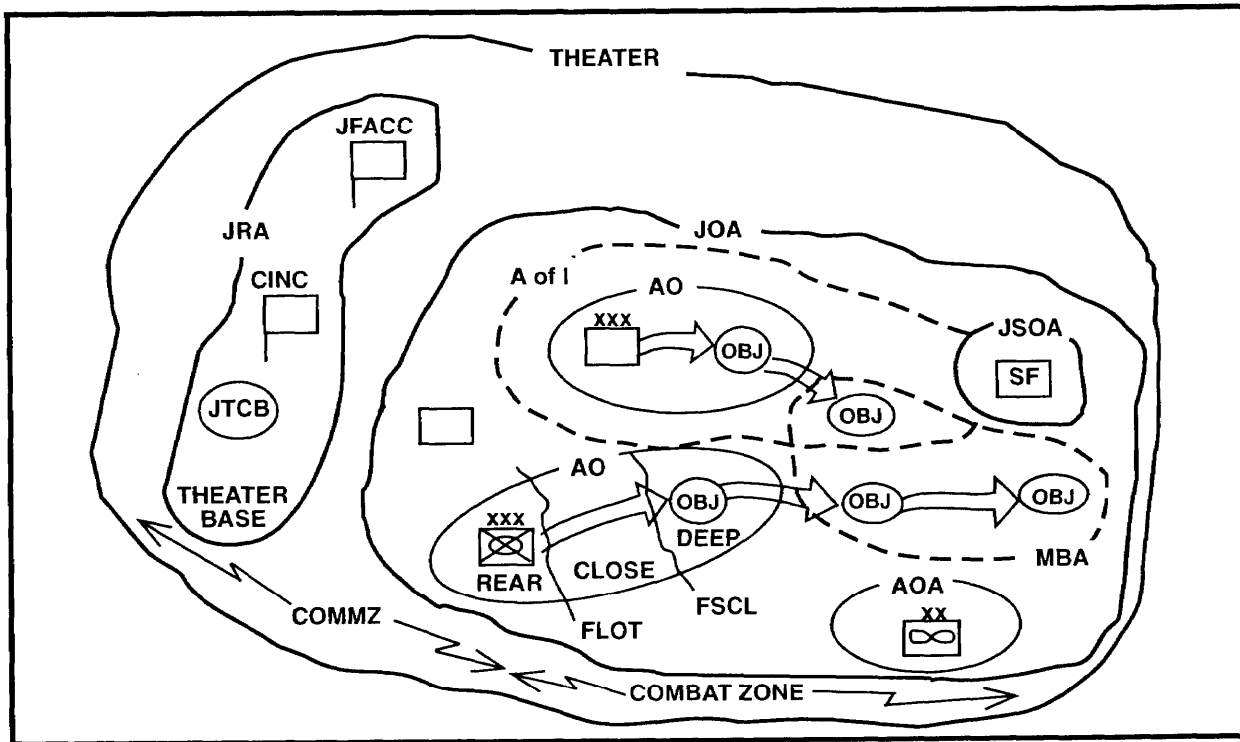 THEATER
JFACC
JRA
CINC
JTCB
THEATER
BASE
JOA
A of I
AO
XXX
OBJ
OBJ
JSOA
SF
AO
XXX
REAR
CLOSE
OBJ
DEEP
OBJ
OBJ
MBA
FSCL
FLOT
AOA
XX
COMMZ
COMBAT ZONE